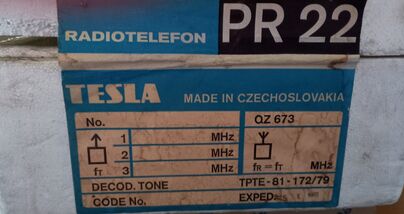 RADIOTELEFON PR 22
TESLA MADE IN CZECHOSLOVAKIA
No. QZ 673
1 MHz
2 MHz
fT 3 MHz fR = fT MHz
DECOD. TONE TPTE-81-172/79
CODE No. EXPED.